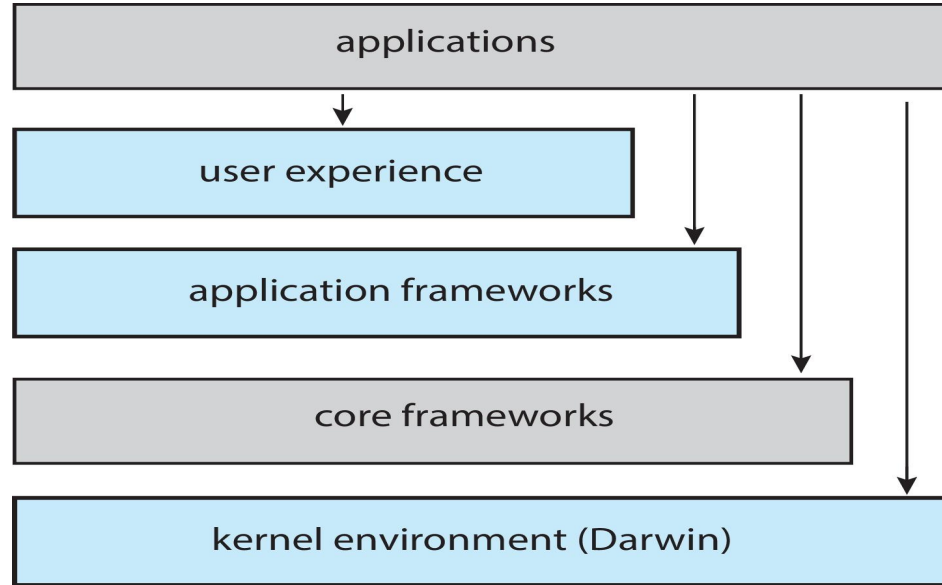 applications
user experience
application frameworks
core frameworks
kernel environment (Darwin)